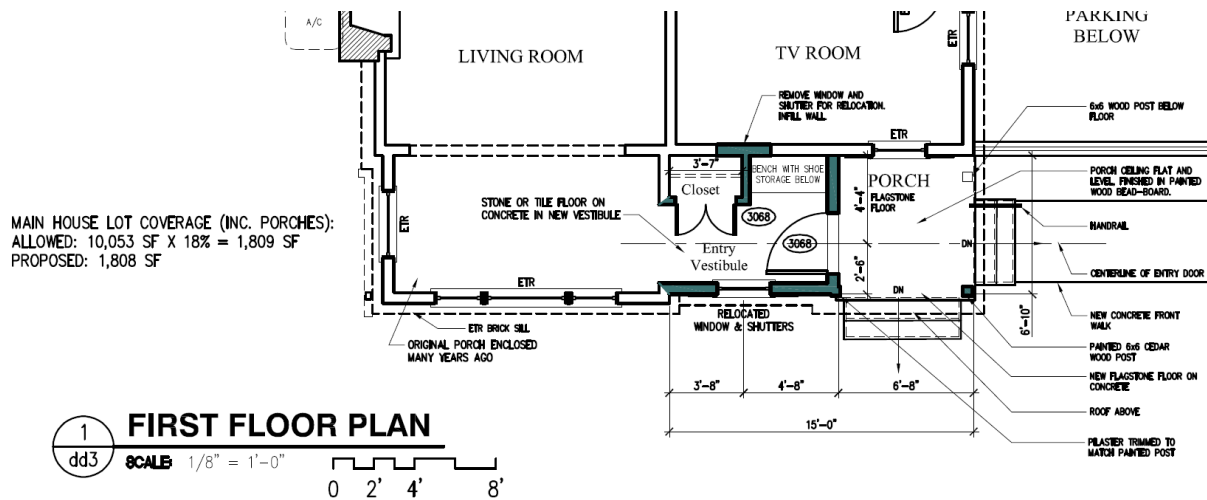 A/C
LIVING ROOM
TV ROOM
ETR
PARKING
BELOW
REMOVE WINDOW AND
SHUTTER FOR RELOCATION.
INFILL WALL
6x6 WOOD POST BELOW
FLOOR
ETR
3'-7"
BENCH WITH SHOE
STORAGE BELOW
Closet
PORCH
FLAGSTONE
FLOOR
4'-4"
PORCH CEILING FLAT AND
LEVEL, FINISHED IN PAINTED
WOOD BEAD-BOARD.
STONE OR TILE FLOOR ON
CONCRETE IN NEW VESTIBULE
3068
3068
HANDRAIL
MAIN HOUSE LOT COVERAGE (INC. PORCHES):
ALLOWED: 10,053 SF X 18% = 1,809 SF
PROPOSED: 1,808 SF
ETR
Entry
Vestibule
DN
CENTERLINE OF ENTRY DOOR
2'-6"
ETR
DN
ETR BRICK SILL
ORIGINAL PORCH ENCLOSED
MANY YEARS AGO
RELOCATED
WINDOW & SHUTTERS
6'-10"
NEW CONCRETE FRONT
WALK
PAINTED 6x6 CEDAR
WOOD POST
NEW FLAGSTONE FLOOR ON
CONCRETE
3'-8"
4'-8"
6'-8"
ROOF ABOVE
15'-0"
PILASTER TRIMMED TO
MATCH PAINTED POST
1
dd3
FIRST FLOOR PLAN
SCALE: 1/8" = 1'-0"
0 2' 4' 8'